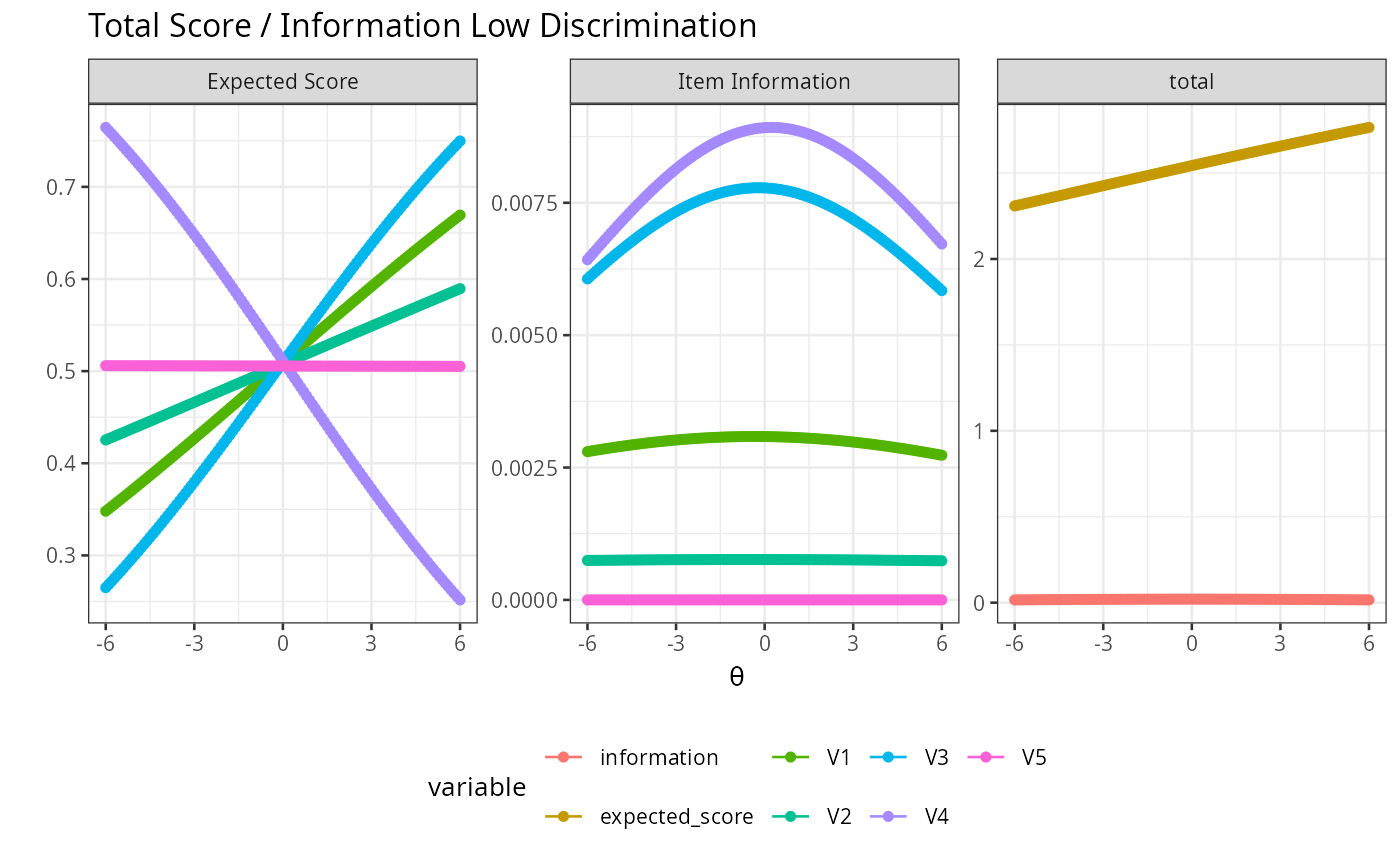 Total Score / Information Low Discrimination
Expected Score
Item Information
total
0.7
0.6
0.5
0.4
0.3
0.0075
0.0050
0.0025
0.0000
2
1
0
-6 -3 0 3 6
-6 -3 0 3 6
-6 -3 0 3 6
θ
variable
information V1 V3 V5
expected_score V2 V4